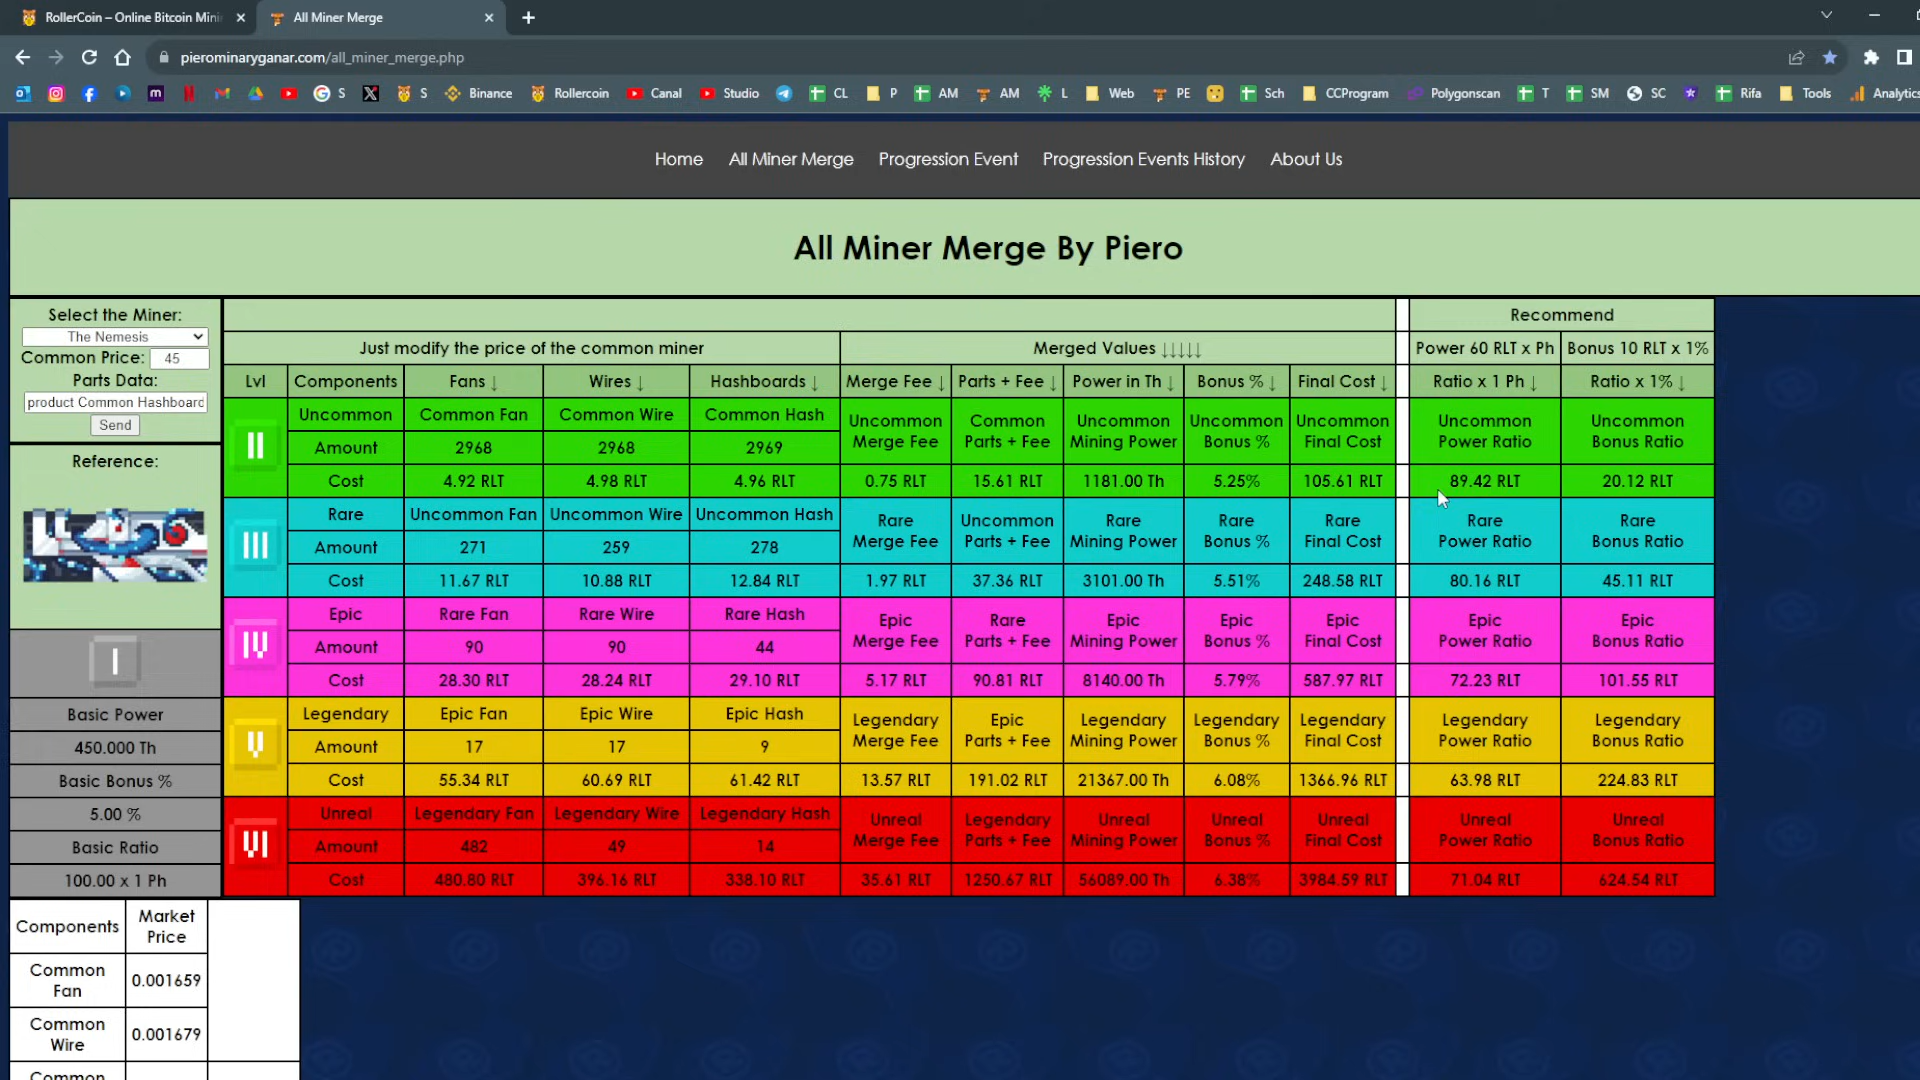 RollerCoin – Online Bitcoin Mini
All Miner Merge
pierominaryganar.com/all_miner_merge.php
S S Binance Rollercoin Canal Studio CL P AM AM L Web PE Sch CCProgram Polygonscan T SM SC Rifa Tools Analytics
Home All Miner Merge Progression Event Progression Events History About Us
All Miner Merge By Piero
Select the Miner:
The Nemesis
Common Price: 45
Parts Data:
product Common Hashboard
Send
Reference:
I
Basic Power
450.000 Th
Basic Bonus %
5.00 %
Basic Ratio
100.00 x 1 Ph
Recommend
Just modify the price of the common miner Merged Values ↓↓↓↓↓ Power 60 RLT x Ph Bonus 10 RLT x 1%
Lvl Components Fans ↓ Wires ↓ Hashboards ↓ Merge Fee ↓ Parts + Fee ↓ Power in Th ↓ Bonus % ↓ Final Cost ↓ Ratio x 1 Ph ↓ Ratio x 1% ↓
II
Uncommon Common Fan Common Wire Common Hash
Uncommon Common Uncommon Uncommon Uncommon Uncommon Uncommon
Merge Fee Parts + Fee Mining Power Bonus % Final Cost Power Ratio Bonus Ratio
Amount 2968 2968 2969
Cost 4.92 RLT 4.98 RLT 4.96 RLT 0.75 RLT 15.61 RLT 1181.00 Th 5.25% 105.61 RLT 89.42 RLT 20.12 RLT
III
Rare Uncommon Fan Uncommon Wire Uncommon Hash
Rare Uncommon Rare Rare Rare Rare Rare
Merge Fee Parts + Fee Mining Power Bonus % Final Cost Power Ratio Bonus Ratio
Amount 271 259 278
Cost 11.67 RLT 10.88 RLT 12.84 RLT 1.97 RLT 37.36 RLT 3101.00 Th 5.51% 248.58 RLT 80.16 RLT 45.11 RLT
IV
Epic Rare Fan Rare Wire Rare Hash
Epic Rare Epic Epic Epic Epic Epic
Merge Fee Parts + Fee Mining Power Bonus % Final Cost Power Ratio Bonus Ratio
Amount 90 90 44
Cost 28.30 RLT 28.24 RLT 29.10 RLT 5.17 RLT 90.81 RLT 8140.00 Th 5.79% 587.97 RLT 72.23 RLT 101.55 RLT
V
Legendary Epic Fan Epic Wire Epic Hash
Legendary Epic Legendary Legendary Legendary Legendary Legendary
Merge Fee Parts + Fee Mining Power Bonus % Final Cost Power Ratio Bonus Ratio
Amount 17 17 9
Cost 55.34 RLT 60.69 RLT 61.42 RLT 13.57 RLT 191.02 RLT 21367.00 Th 6.08% 1366.96 RLT 63.98 RLT 224.83 RLT
VI
Unreal Legendary Fan Legendary Wire Legendary Hash
Unreal Legendary Unreal Unreal Unreal Unreal Unreal
Merge Fee Parts + Fee Mining Power Bonus % Final Cost Power Ratio Bonus Ratio
Amount 482 49 14
Cost 480.80 RLT 396.16 RLT 338.10 RLT 35.61 RLT 1250.67 RLT 56089.00 Th 6.38% 3984.59 RLT 71.04 RLT 624.54 RLT
Components Market Price
Common Fan 0.001659
Common Wire 0.001679
Common